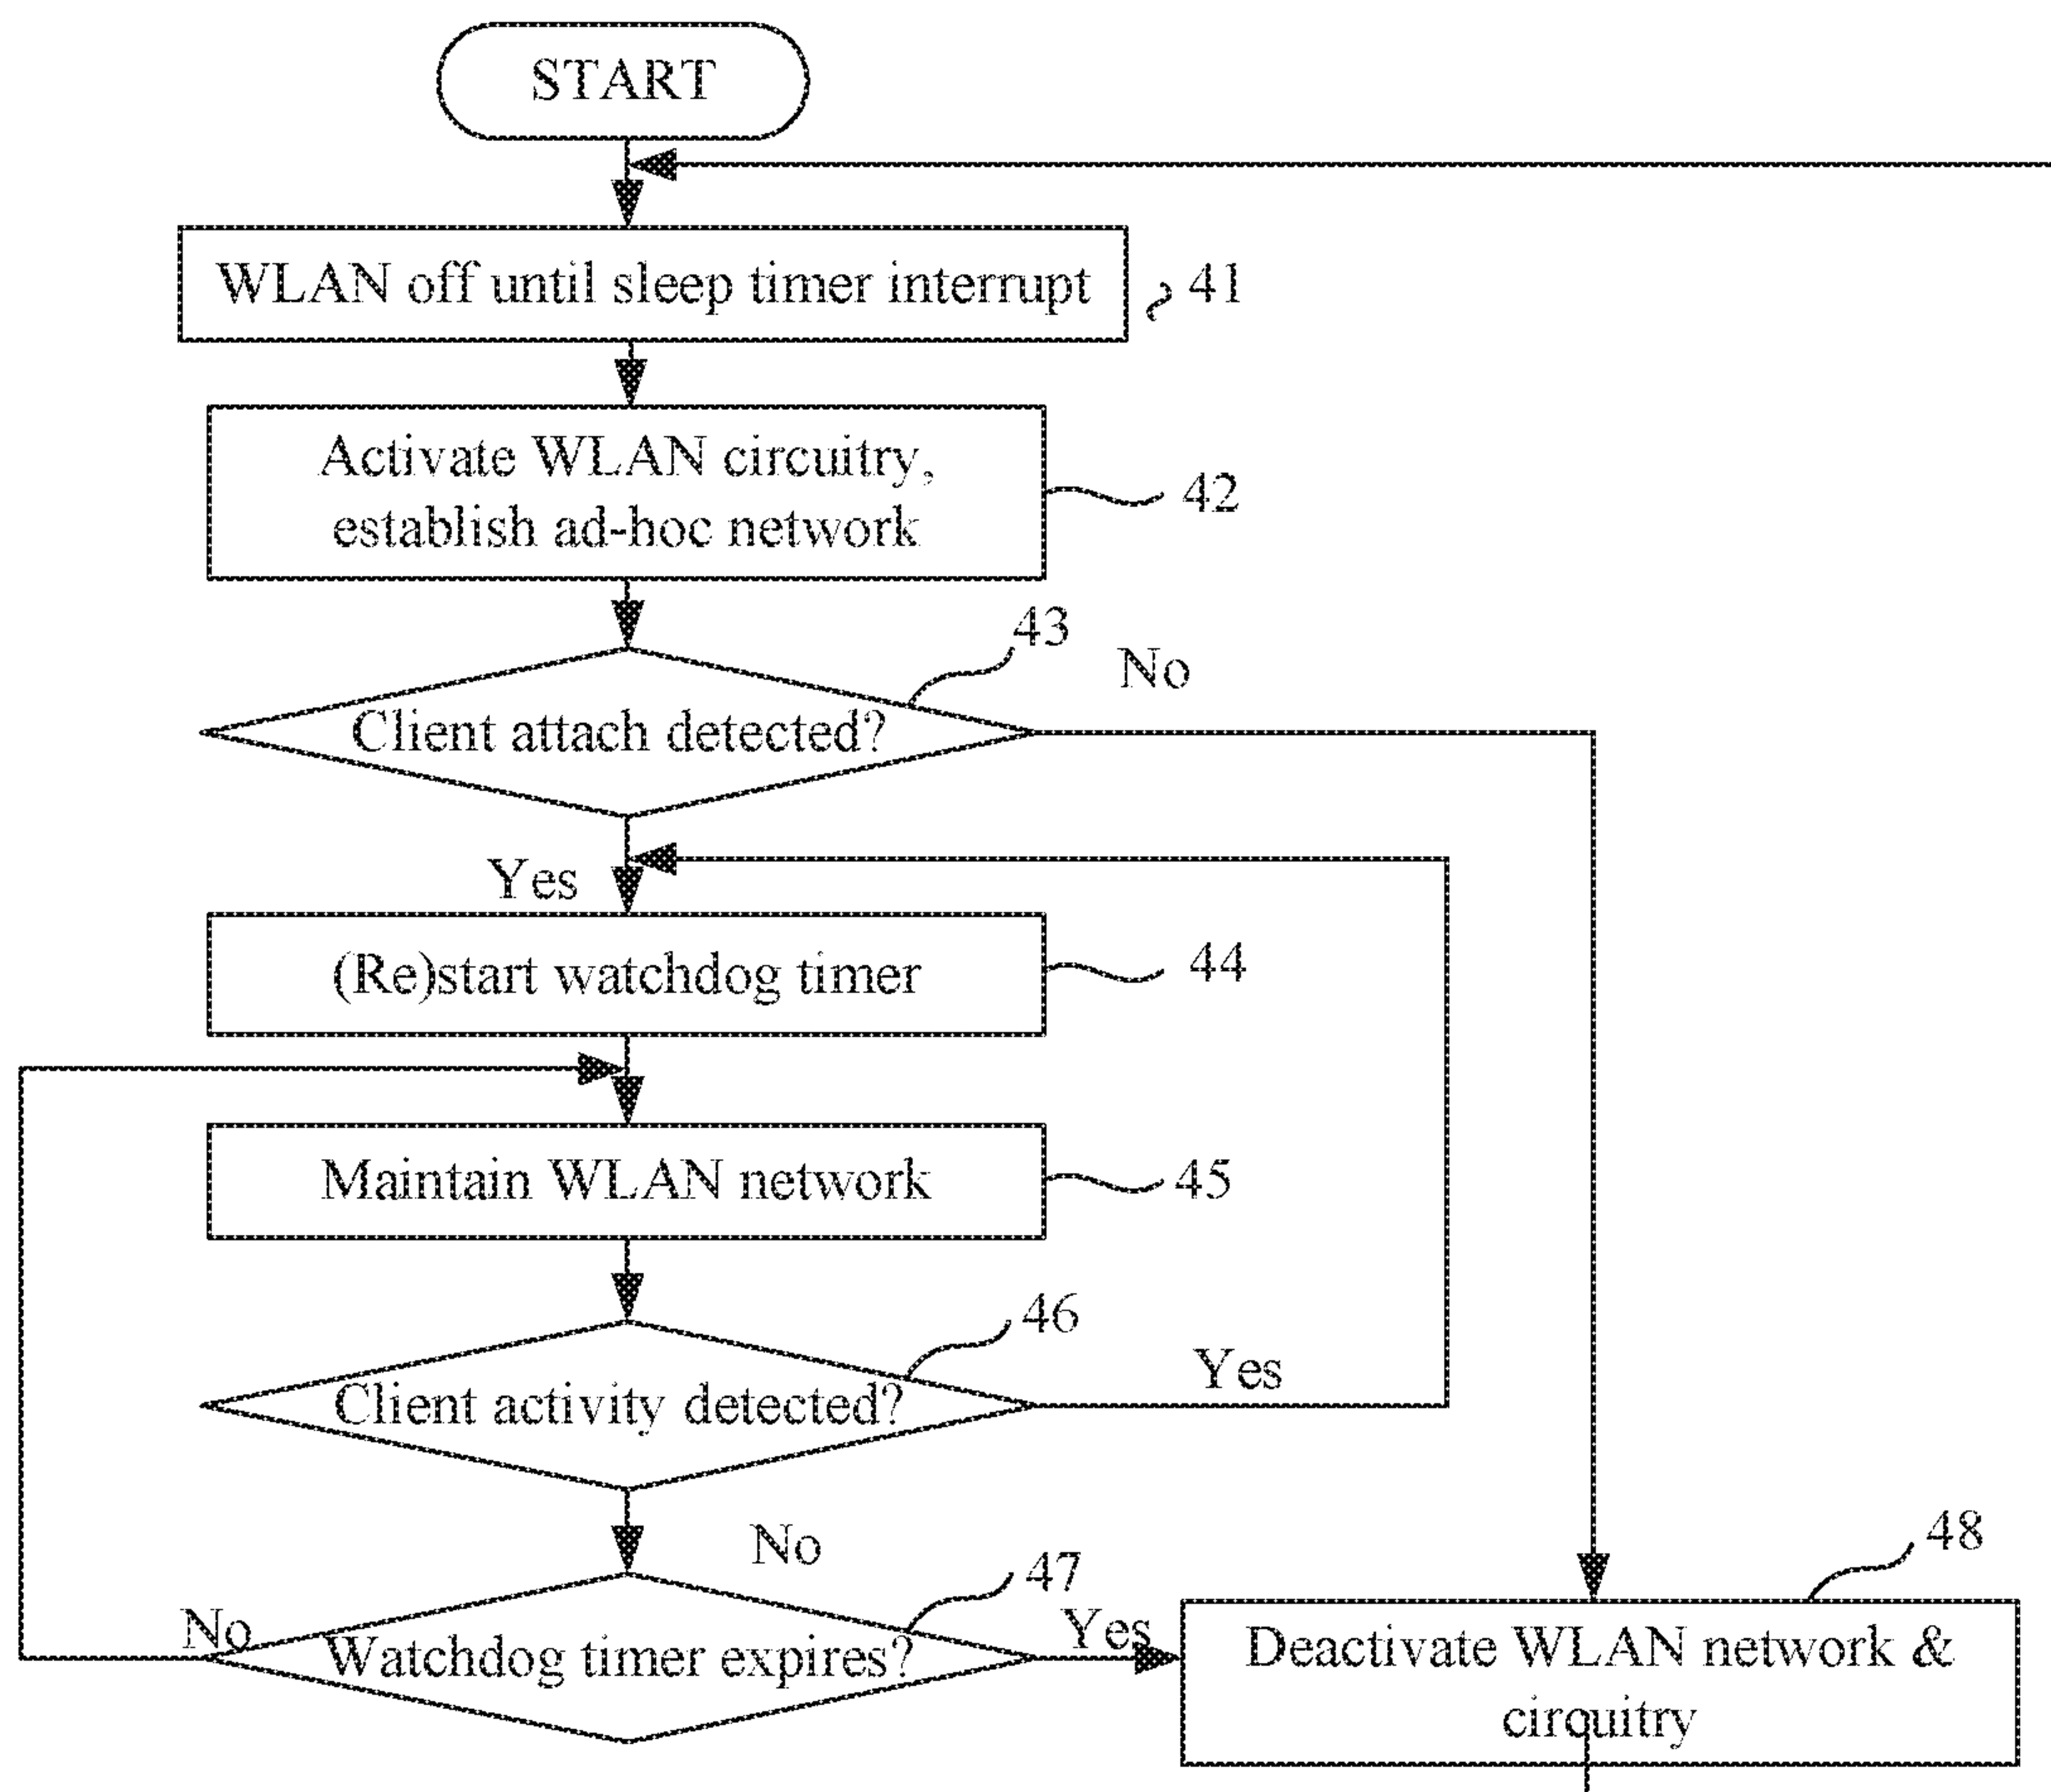 START
WLAN off until sleep timer interrupt
41
Activate WLAN circuitry,
establish ad-hoc network
42
43
No
Client attach detected?
Yes
(Re)start watchdog timer
44
Maintain WLAN network
45
46
Yes
Client activity detected?
No
47
48
No
Watchdog timer expires?
Yes
Deactivate WLAN network &
circuitry